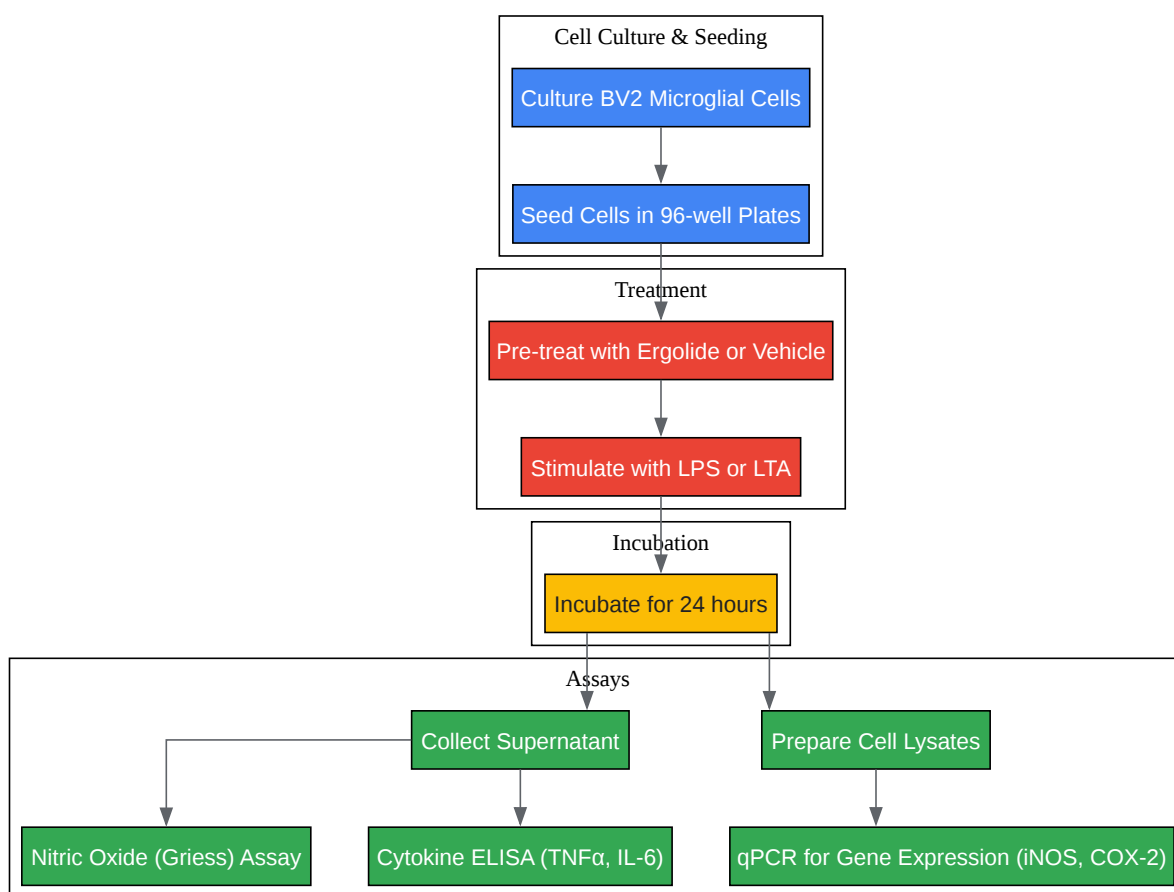 Cell Culture & Seeding
Culture BV2 Microglial Cells
Seed Cells in 96-well Plates
Treatment
Pre-treat with Ergolide or Vehicle
Stimulate with LPS or LTA
Incubation
Incubate for 24 hours
Assays
Collect Supernatant
Prepare Cell Lysates
Nitric Oxide (Griess) Assay
Cytokine ELISA (TNFα, IL-6)
qPCR for Gene Expression (iNOS, COX-2)